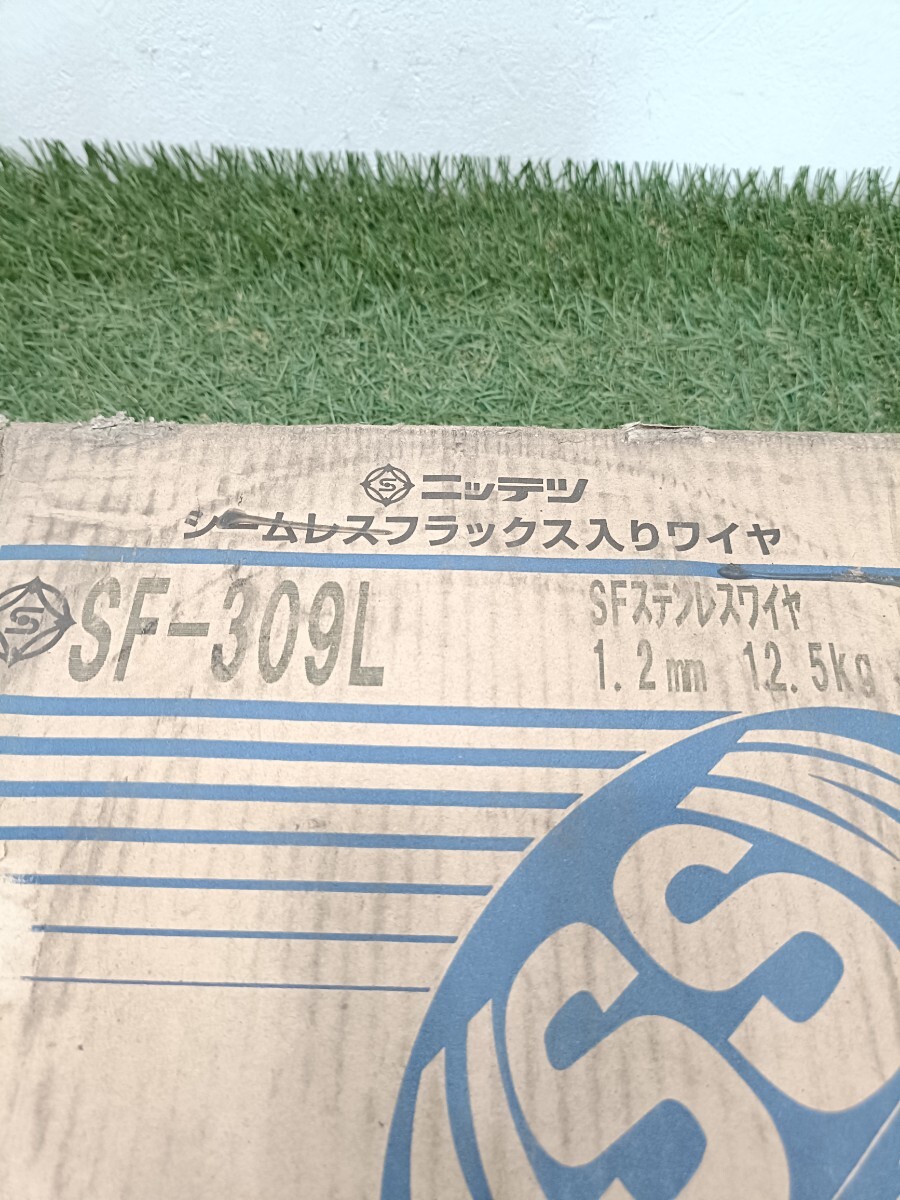 ニッテツ
シームレスフラックス入りワイヤ
SF-309L
SFステンレスワイヤ
1.2mm 12.5kg
SS